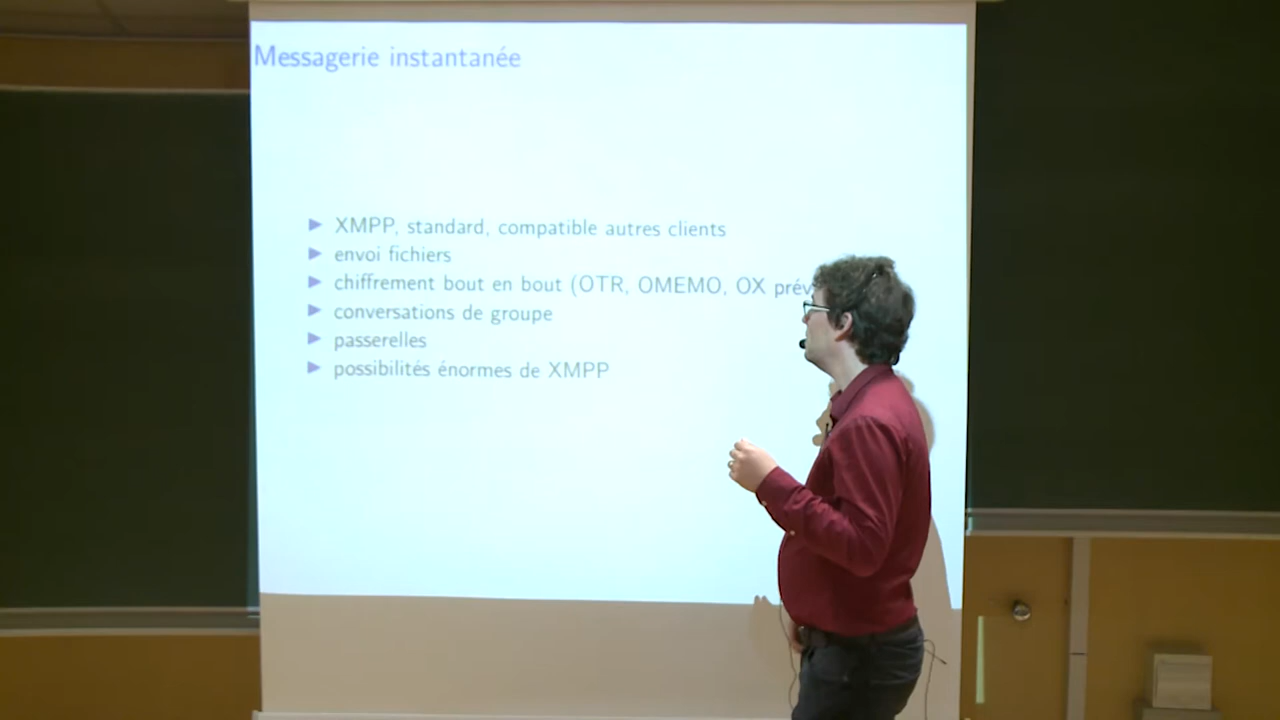 Messagerie instantanée
XMPP, standard, compatible autres clients
envoi fichiers
chiffrement bout en bout (OTR, OMEMO, OX
conversations de groupe
passerelles
possibilités énormes de XMPP